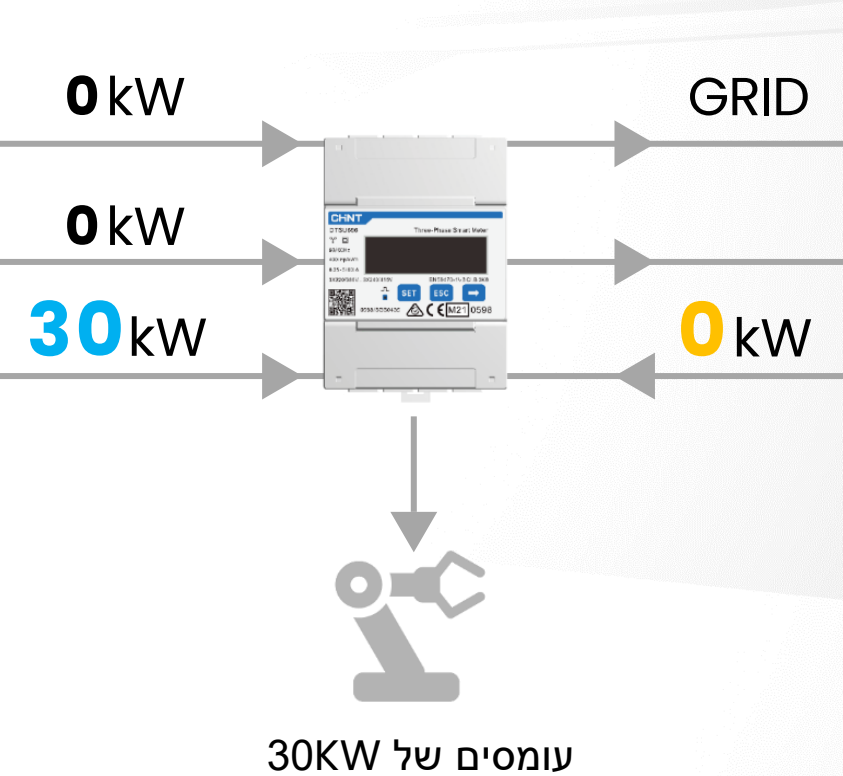 0 kW
GRID
0 kW
30 kW
0 kW
CHNT
DTSU666
Three-Phase Smart Meter
SET
ESC
M21 0598
עומסים של 30KW